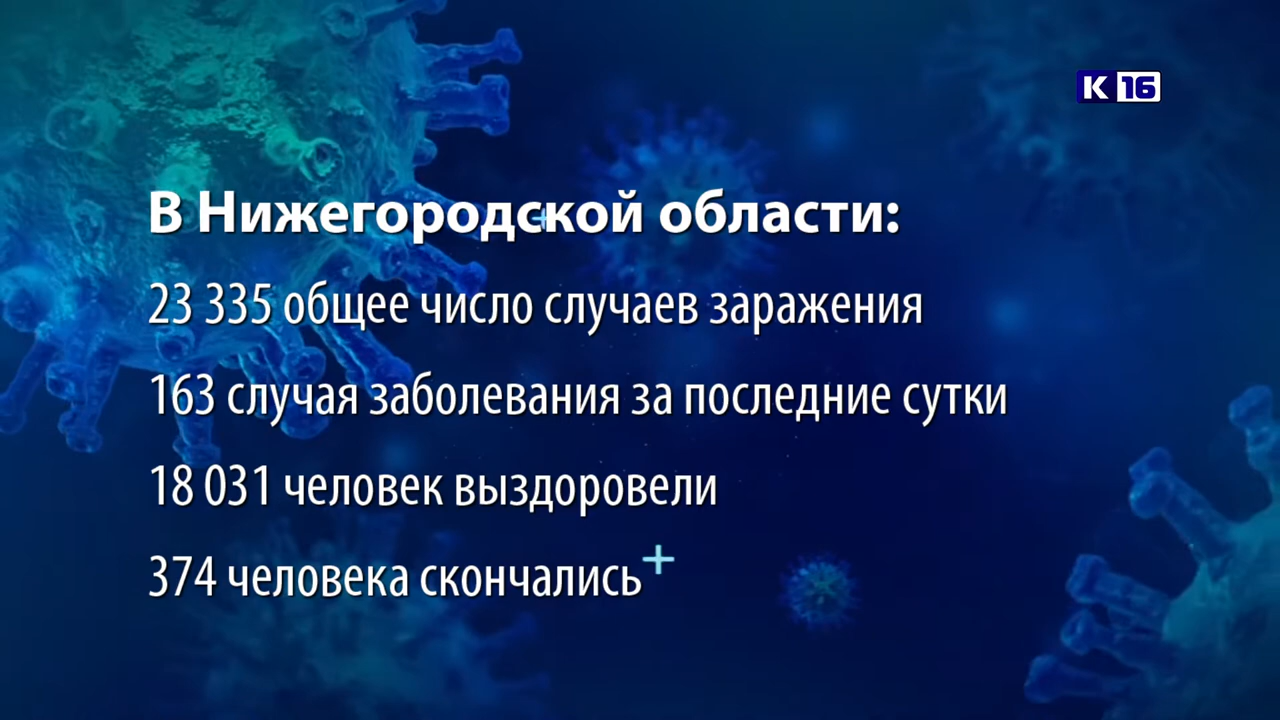 К 16
В Нижегородской области:
23 335 общее число случаев заражения
163 случая заболевания за последние сутки
18 031 человек выздоровели
374 человека скончались